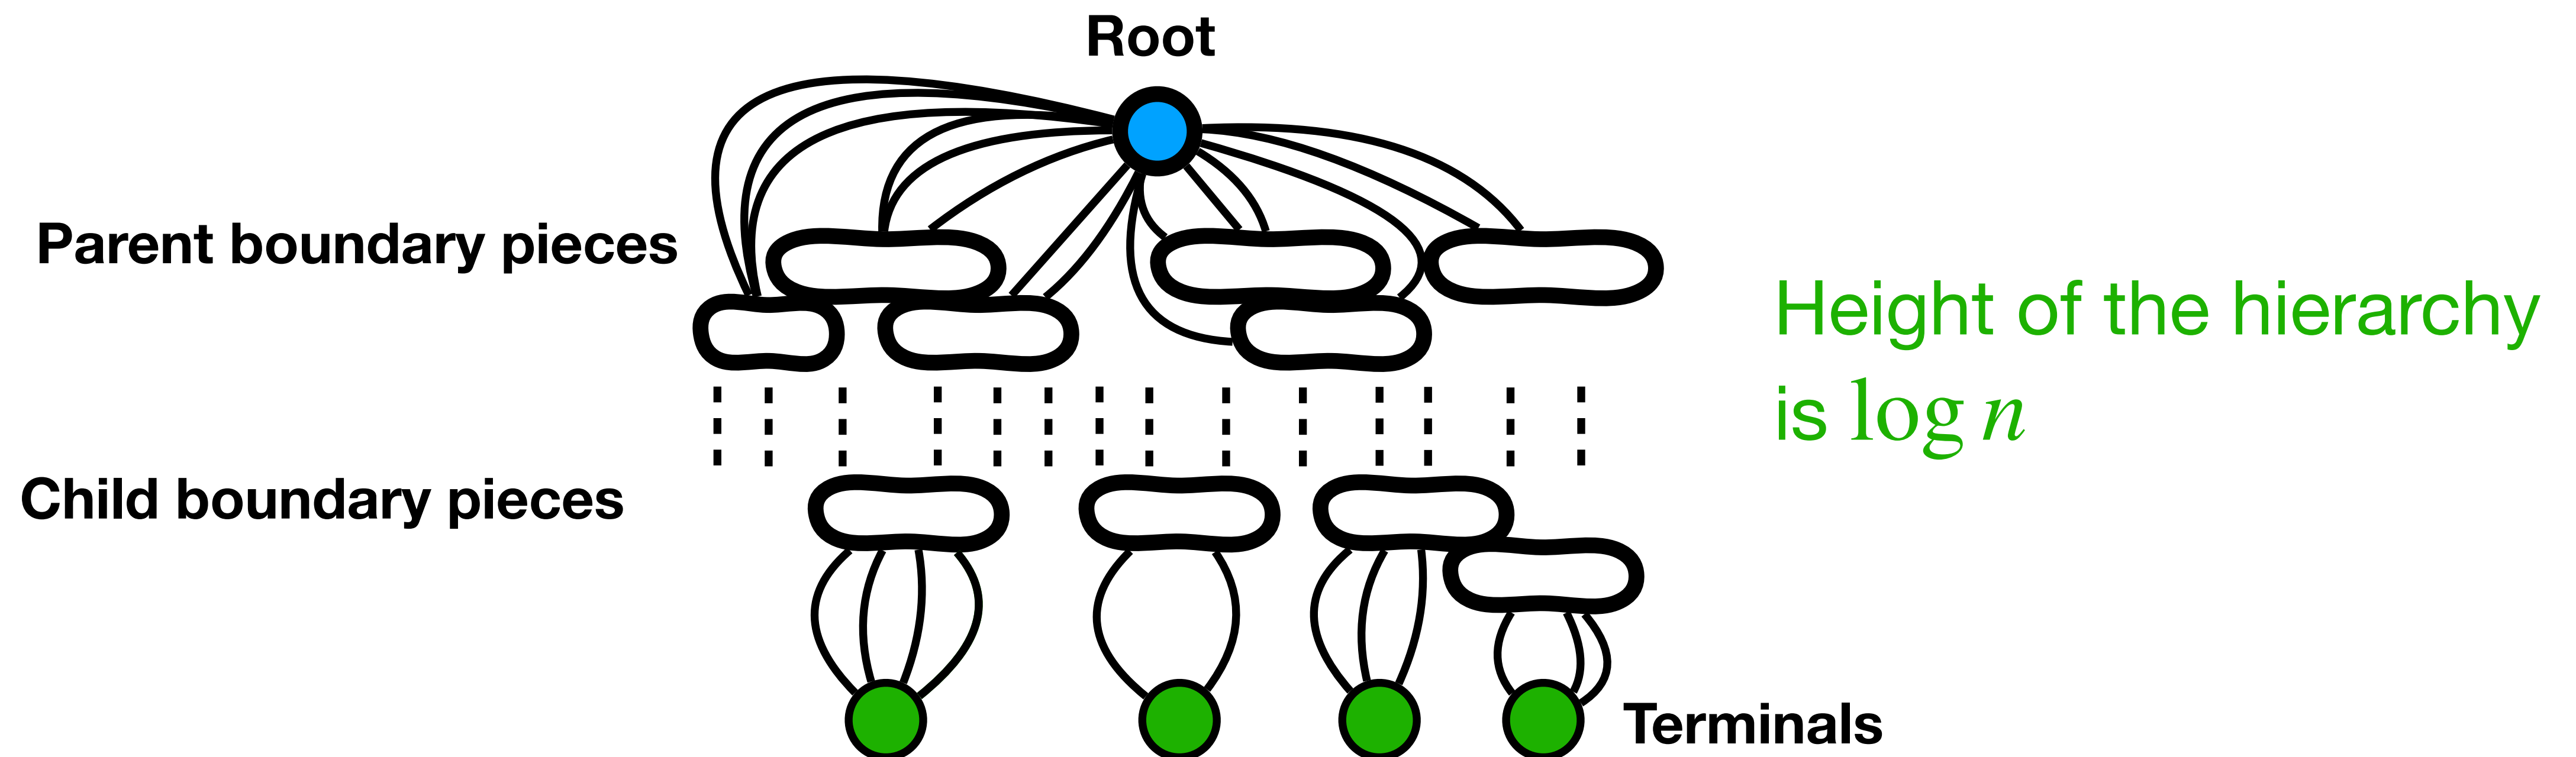 Root
Parent boundary pieces
Height of the hierarchy
is log n
Child boundary pieces
Terminals